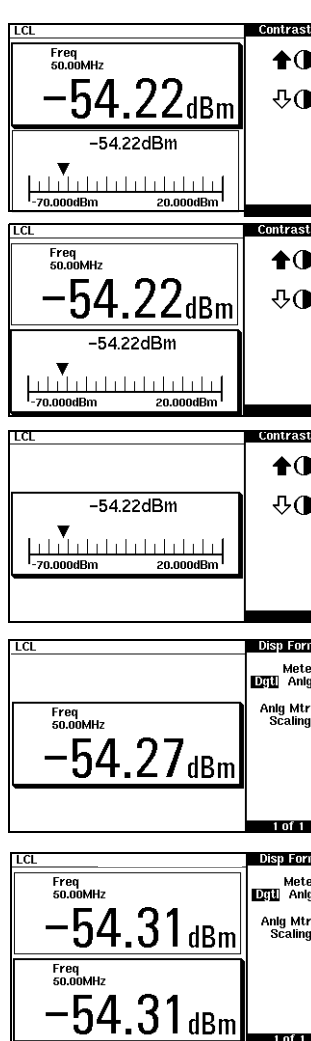 LCL Contrast
Freq
50.00MHz
-54.22dBm
-54.22dBm
-70.000dBm 20.000dBm
LCL Contrast
Freq
50.00MHz
-54.22dBm
-54.22dBm
-70.000dBm 20.000dBm
LCL Contrast
-54.22dBm
-70.000dBm 20.000dBm
LCL Disp Form
Mete
Dgtl Anlg
Freq
50.00MHz
Anlg Mtr
Scaling
-54.27dBm
1 of 1
LCL Disp Form
Freq
50.00MHz
Mete
Dgtl Anlg
-54.31dBm
Anlg Mtr
Scaling
Freq
50.00MHz
-54.31dBm
1 of 1